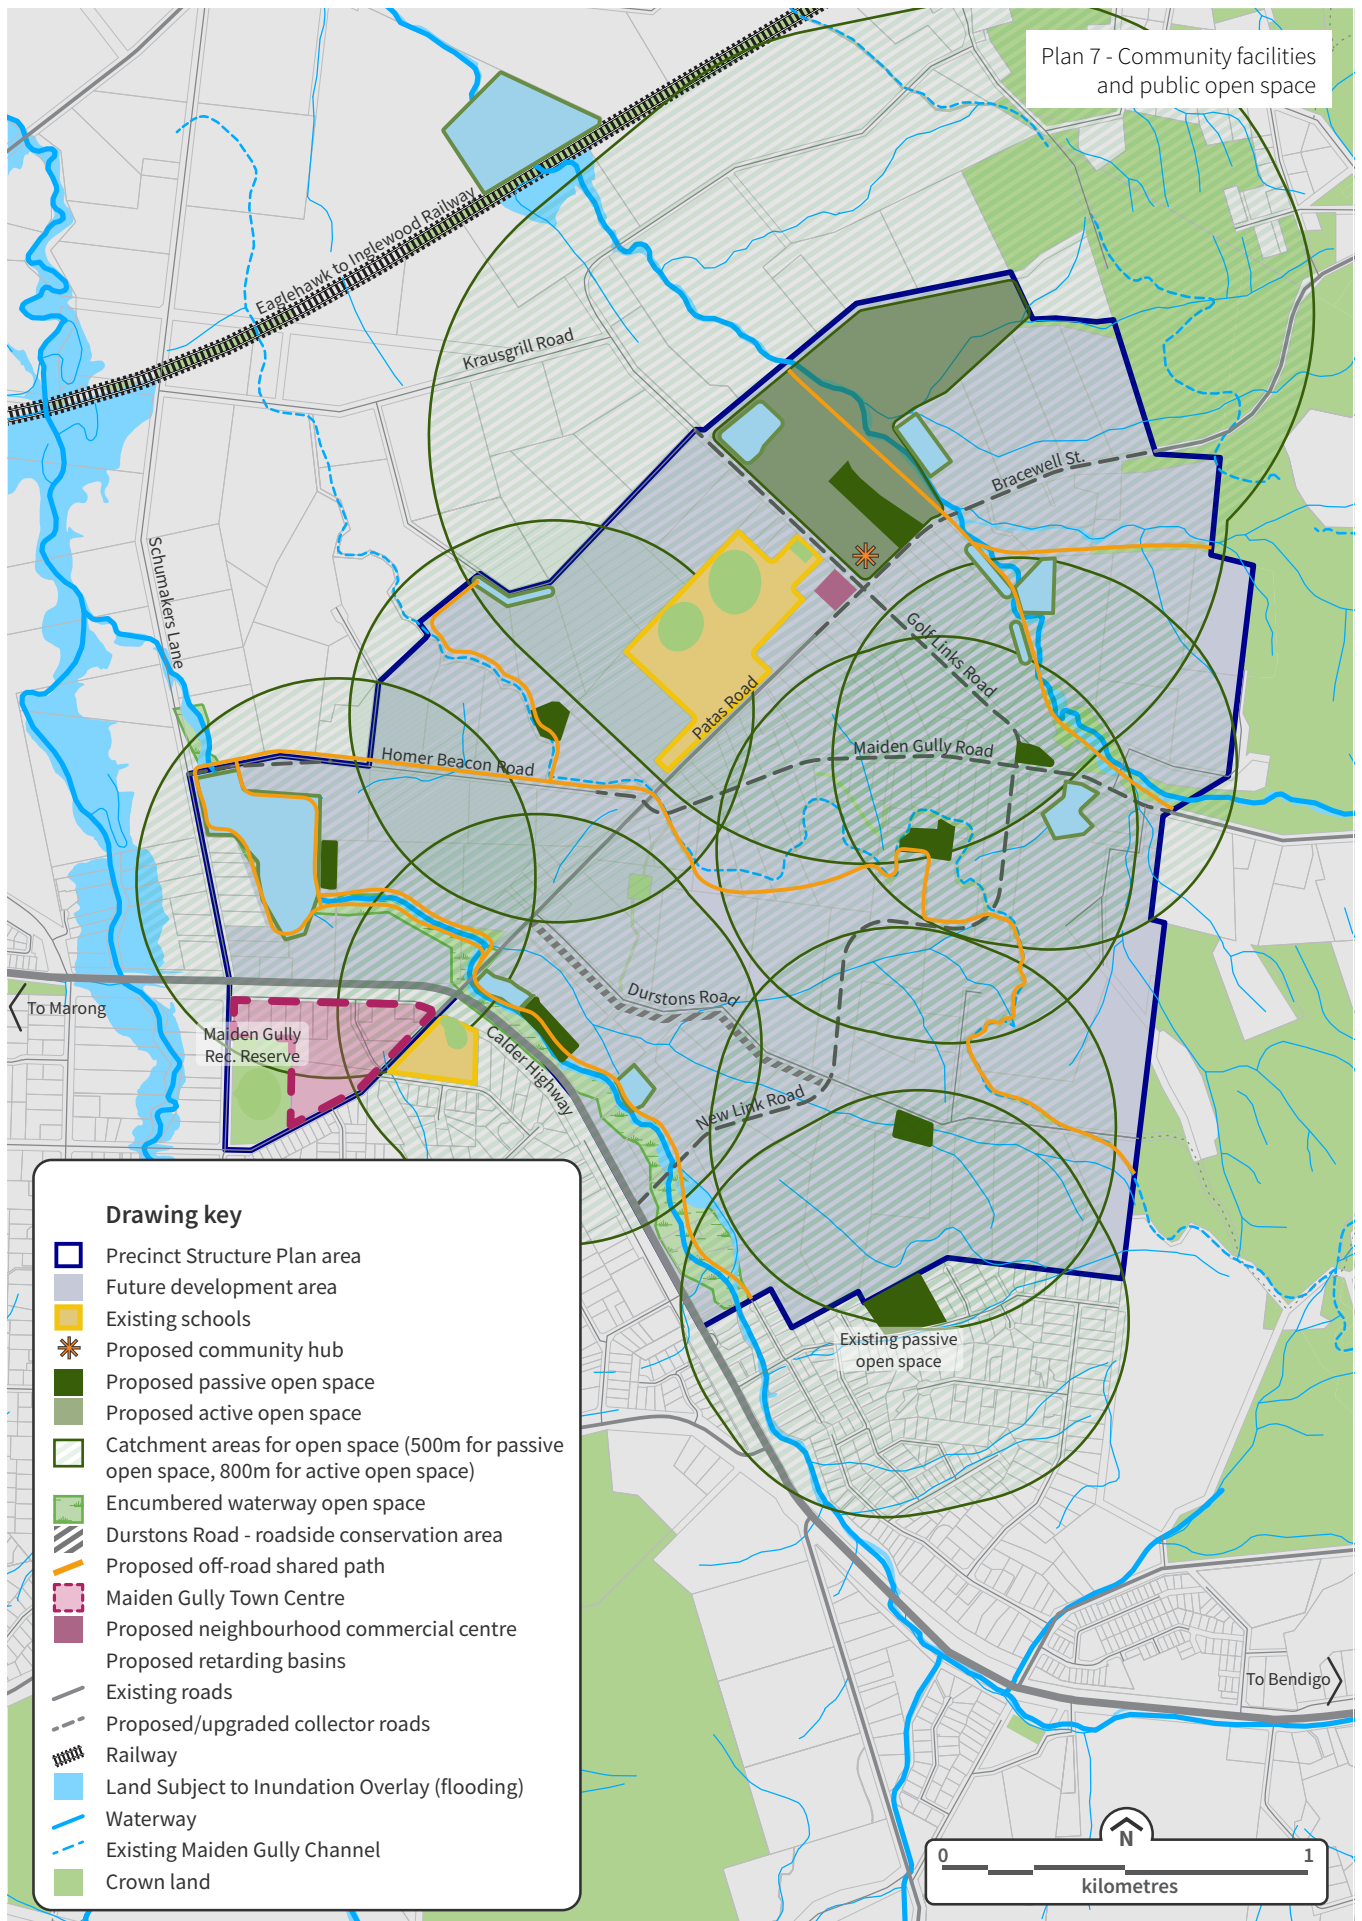 Plan 7 - Community facilities
and public open space
Eaglehawk to Inglewood Railway
Krausgrill Road
Bracewell St.
Schumakers Lane
Golf Links Road
Patas Road
Maiden Gully Road
Homer Beacon Road
To Marong
Durstons Road
Maiden Gully
Rec. Reserve
Calder Highway
New Link Road
Existing passive
open space
Drawing key
Precinct Structure Plan area
Future development area
Existing schools
Proposed community hub
Proposed passive open space
Proposed active open space
Catchment areas for open space (500m for passive
open space, 800m for active open space)
Encumbered waterway open space
Durstons Road - roadside conservation area
Proposed off-road shared path
Maiden Gully Town Centre
Proposed neighbourhood commercial centre
Proposed retarding basins
Existing roads
Proposed/upgraded collector roads
Railway
Land Subject to Inundation Overlay (flooding)
Waterway
Existing Maiden Gully Channel
Crown land
To Bendigo
N
0 1
kilometres